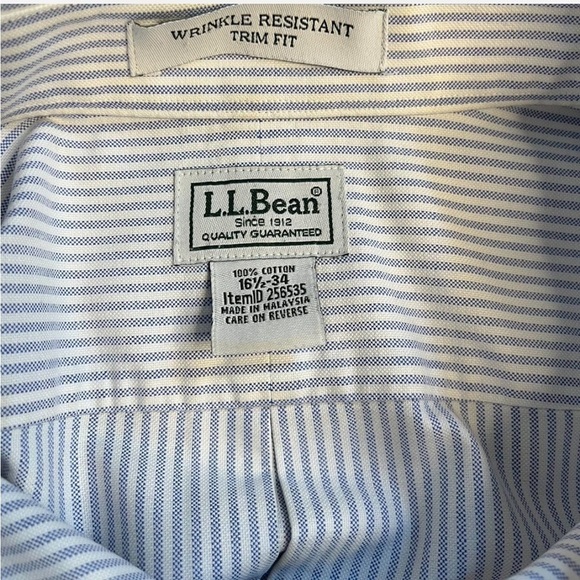 WRINKLE RESISTANT
TRIM FIT
L.L.Bean®
Since 1912
QUALITY GUARANTEED
100% COTTON
16½-34
ItemID 256535
MADE IN MALAYSIA
CARE ON REVERSE